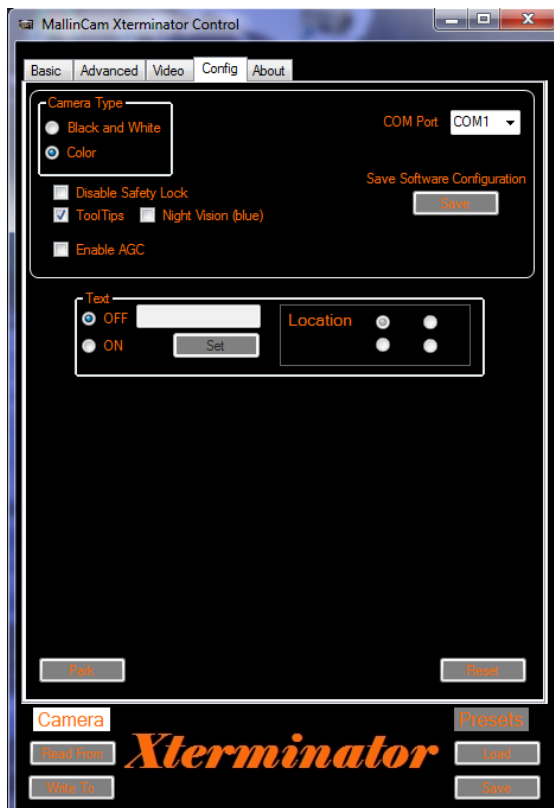 MallinCam Xterminator Control
Basic Advanced Video Config About
Camera Type
Black and White
Color
COM Port COM1
Disable Safety Lock
Save Software Configuration
ToolTips Night Vision (blue)
Save
Enable AGC
Text
OFF
Location
ON Set
Park Reset
Camera Presets
Read From Xterminator Load
Write To Save